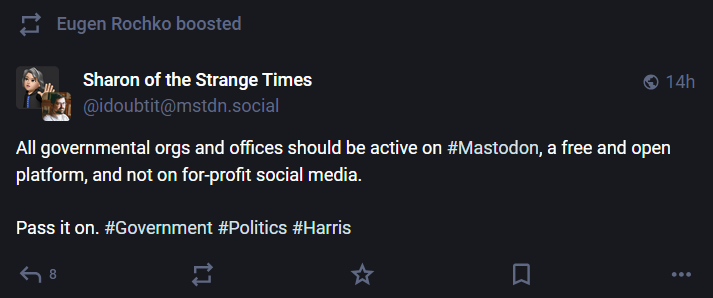 Eugen Rochko boosted
Sharon of the Strange Times
14h
@idoubtit@mstdn.social
All governmental orgs and offices should be active on #Mastodon, a free and open
platform, and not on for-profit social media.
Pass it on. #Government #Politics #Harris
8